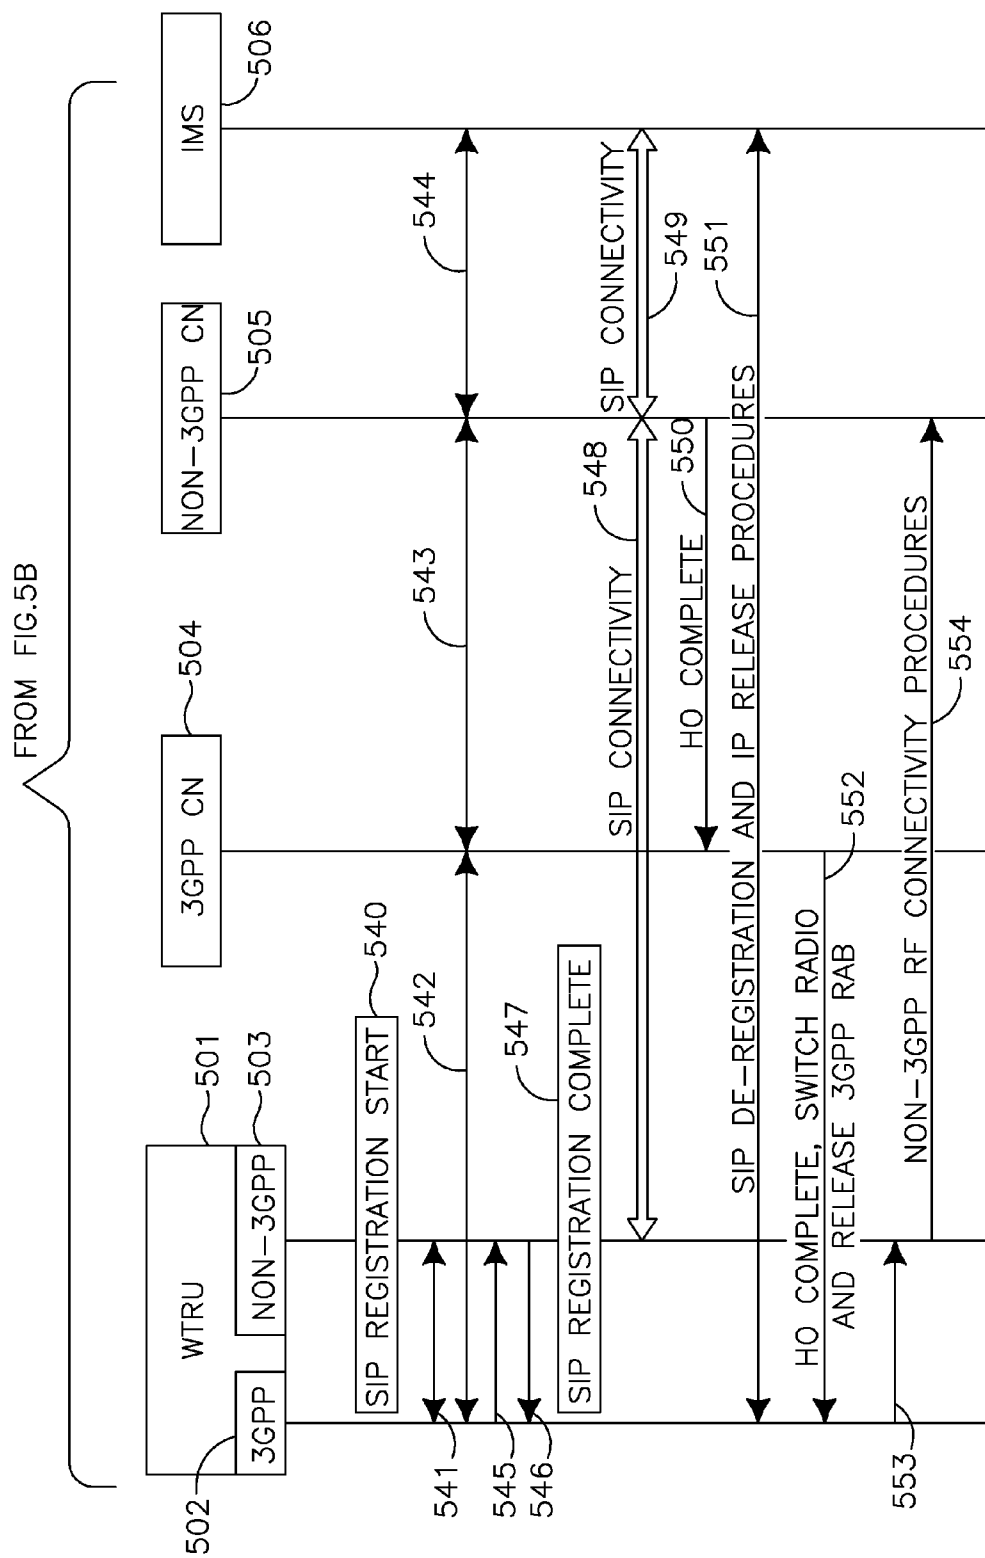 FROM FIG.5B
WTRU
501
3GPP
502
NON-3GPP
503
3GPP CN
504
NON-3GPP CN
505
IMS
506
SIP REGISTRATION START
540
541
542
543
544
545
546
SIP REGISTRATION COMPLETE
547
SIP CONNECTIVITY
548
SIP CONNECTIVITY
549
HO COMPLETE
550
SIP DE-REGISTRATION AND IP RELEASE PROCEDURES
551
HO COMPLETE, SWITCH RADIO
AND RELEASE 3GPP RAB
552
553
NON-3GPP RF CONNECTIVITY PROCEDURES
554